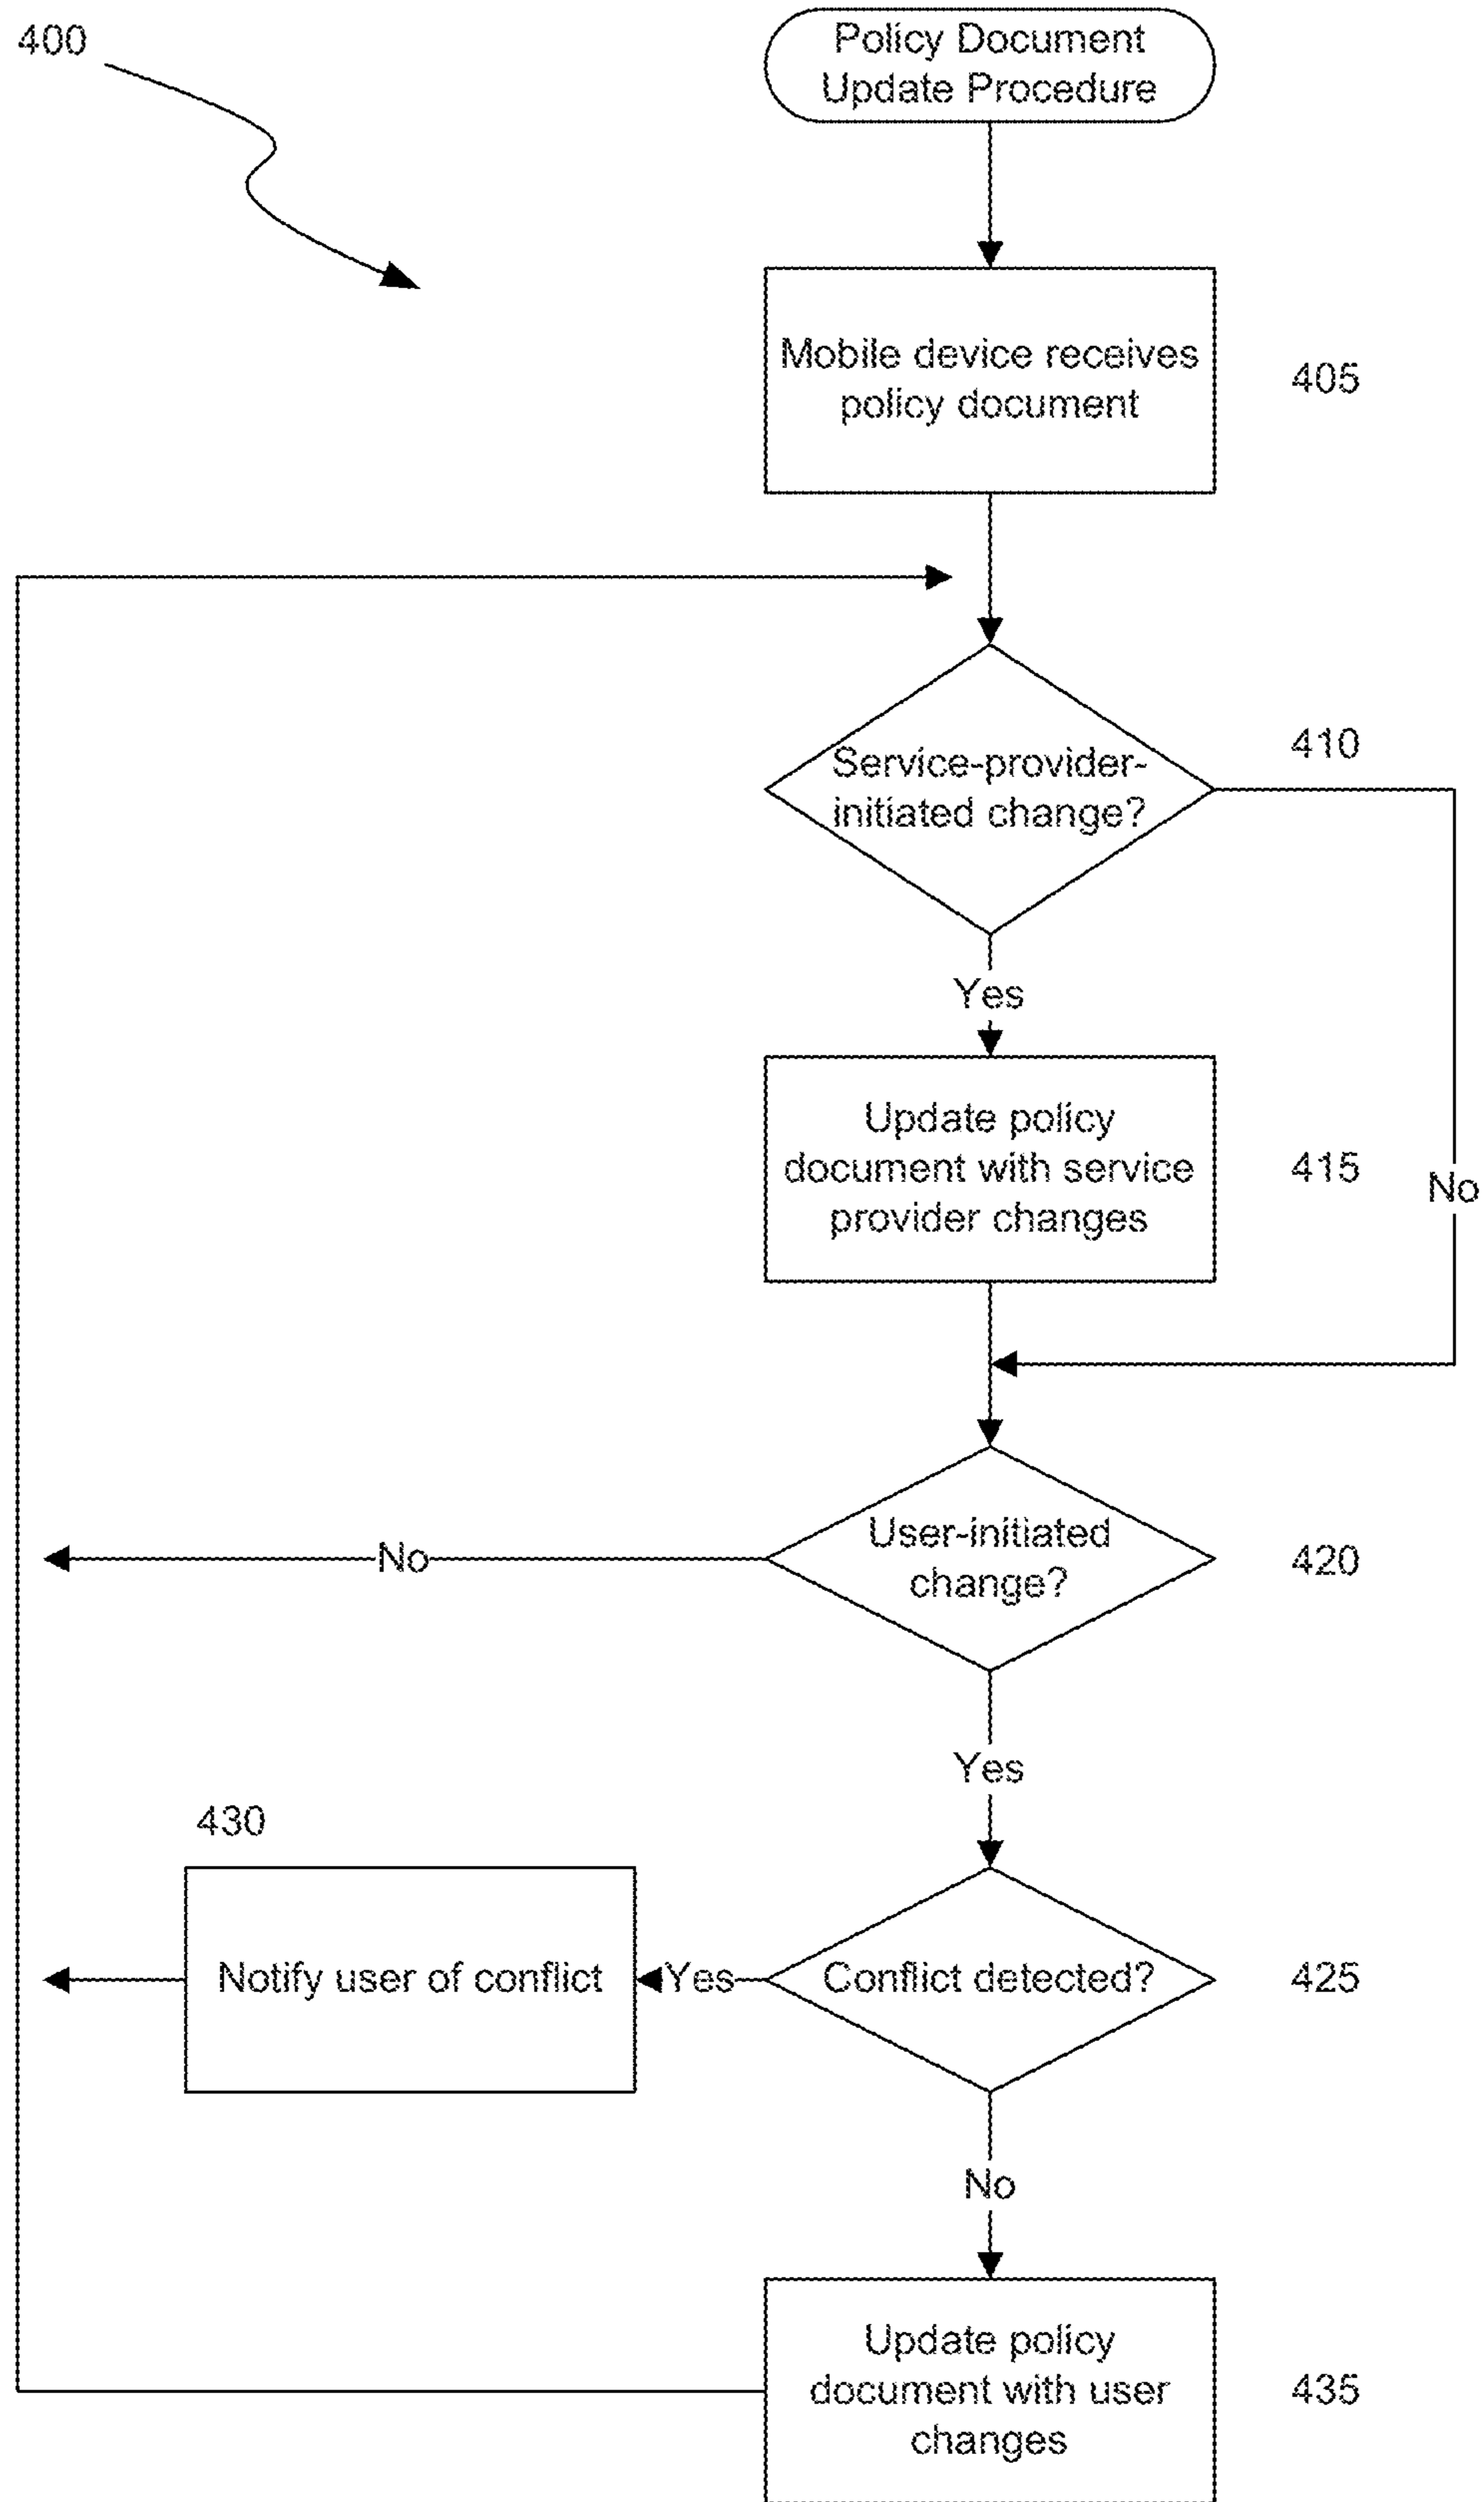 400
Policy Document
Update Procedure
Mobile device receives
policy document
405
Service-provider-
initiated change?
410
Yes
Update policy
document with service
provider changes
415
No
User-initiated
change?
420
No
Yes
430
Notify user of conflict
Yes
Conflict detected?
425
No
Update policy
document with user
changes
435